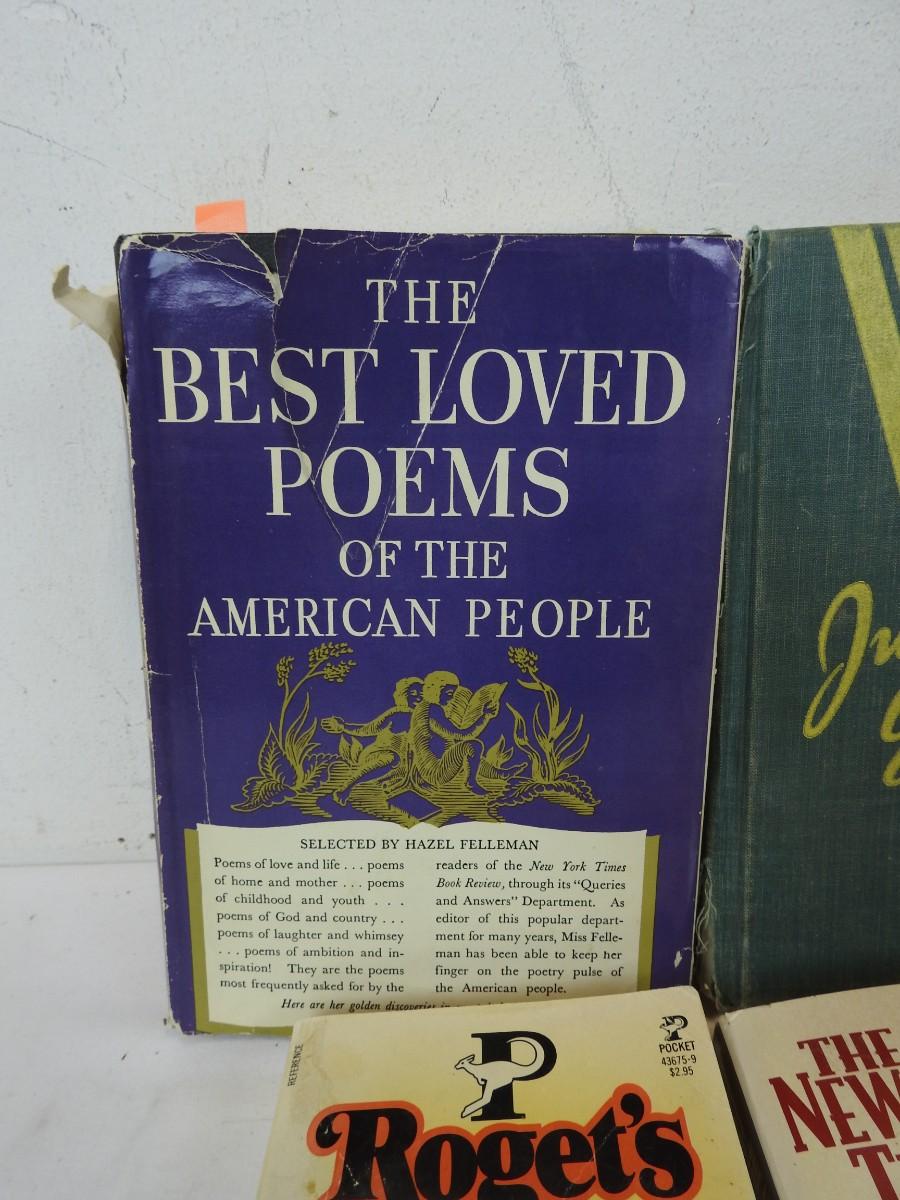 THE
BEST LOVED
POEMS
OF THE
AMERICAN PEOPLE
SELECTED BY HAZEL FELLEMAN
Poems of love and life . . . poems
of home and mother . . . poems
of childhood and youth . . .
poems of God and country . . .
poems of laughter and whimsey
. . . poems of ambition and in-
spiration! They are the poems
most frequently asked for by the
readers of the New York Times
Book Review, through its "Queries
and Answers" Department. As
editor of this popular depart-
ment for many years, Miss Felle-
man has been able to keep her
finger on the poetry pulse of
the American people.
Here are her golden discoveries
REFERENCE
P
POCKET
43675-9
$2.95
Roget's
THE
NEW